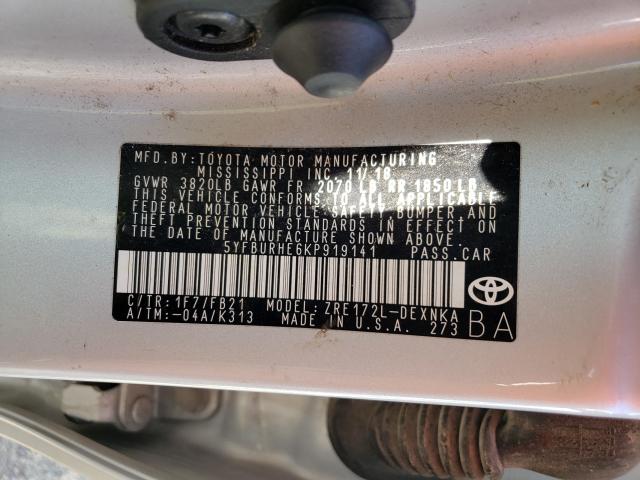 MFD. BY: TOYOTA MOTOR MANUFACTURING
MISSISSIPPI INC. 11/18
GVWR 3820LB GAWR FR 2070 LB RR 1850 LB
THIS VEHICLE CONFORMS TO ALL APPLICABLE
FEDERAL MOTOR VEHICLE SAFETY, BUMPER, AND
THEFT PREVENTION STANDARDS IN EFFECT ON
THE DATE OF MANUFACTURE SHOWN ABOVE.
5YFBURHE6KP919141 PASS.CAR
C/TR: 1F7/FB21 MODEL: ZRE172L-DEXNKA
A/TM: -04A/K313 MADE IN U.S.A. 273
BA